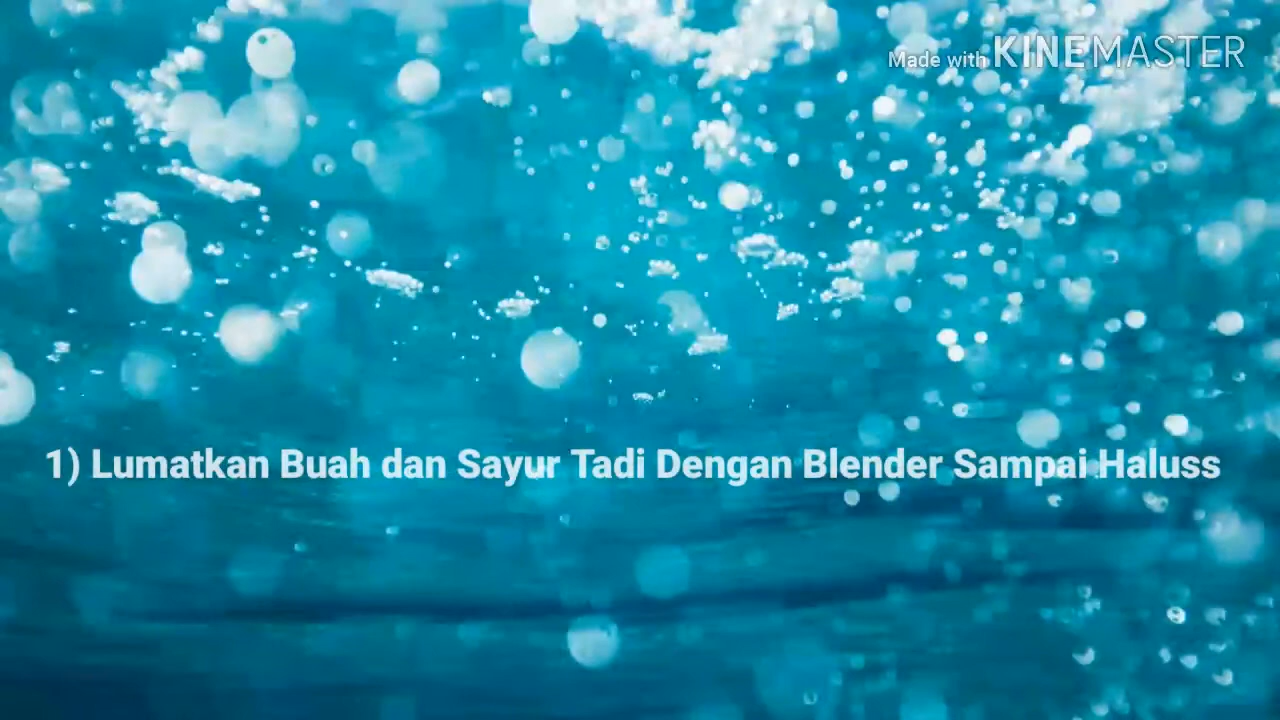 Made with KINEMASTER
1) Lumatkan Buah dan Sayur Tadi Dengan Blender Sampai Haluss